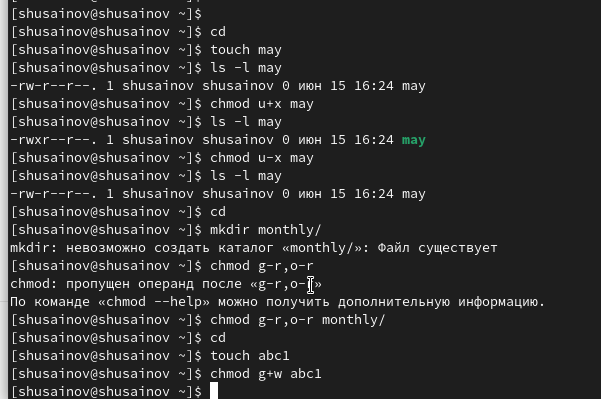 [shusainov@shusainov ~]$
[shusainov@shusainov ~]$ cd
[shusainov@shusainov ~]$ touch may
[shusainov@shusainov ~]$ ls -l may
-rw-r--r--. 1 shusainov shusainov 0 июн 15 16:24 may
[shusainov@shusainov ~]$ chmod u+x may
[shusainov@shusainov ~]$ ls -l may
-rwxr--r--. 1 shusainov shusainov 0 июн 15 16:24 may
[shusainov@shusainov ~]$ chmod u-x may
[shusainov@shusainov ~]$ ls -l may
-rw-r--r--. 1 shusainov shusainov 0 июн 15 16:24 may
[shusainov@shusainov ~]$ cd
[shusainov@shusainov ~]$ mkdir monthly/
mkdir: невозможно создать каталог «monthly/»: Файл существует
[shusainov@shusainov ~]$ chmod g-r,o-r
chmod: пропущен операнд после «g-r,o-r»
По команде «chmod --help» можно получить дополнительную информацию.
[shusainov@shusainov ~]$ chmod g-r,o-r monthly/
[shusainov@shusainov ~]$ cd
[shusainov@shusainov ~]$ touch abc1
[shusainov@shusainov ~]$ chmod g+w abc1
[shusainov@shusainov ~]$